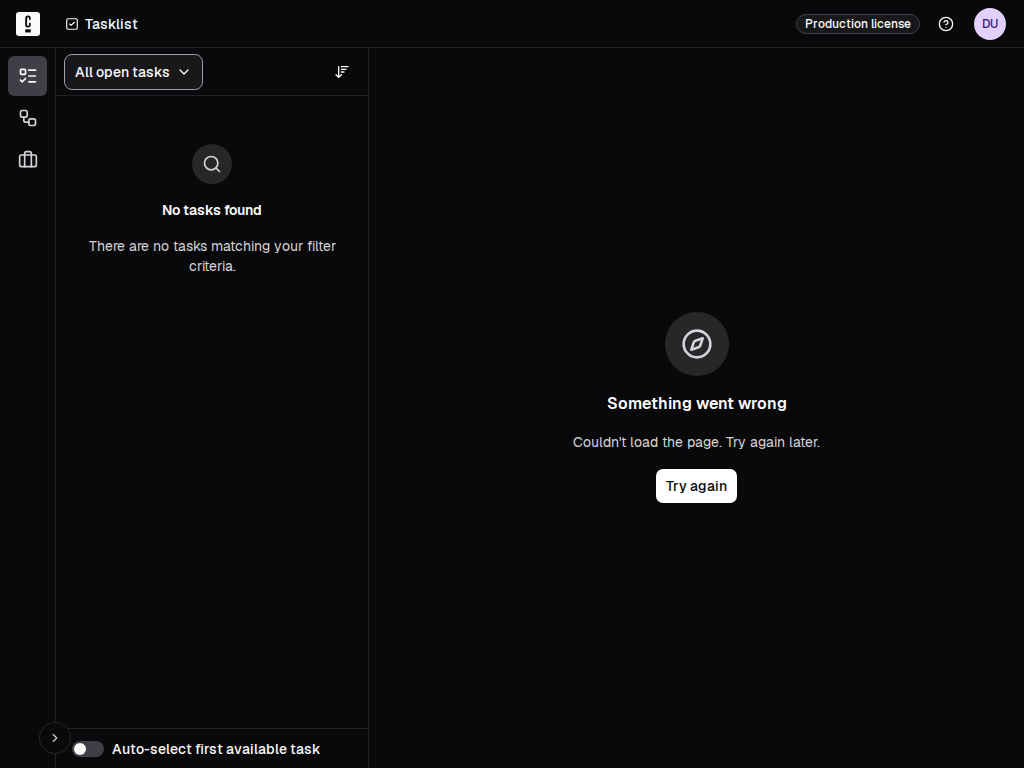 Tasklist
Production license
DU
All open tasks
No tasks found
There are no tasks matching your filter
criteria.
Something went wrong
Couldn't load the page. Try again later.
Try again
Auto-select first available task